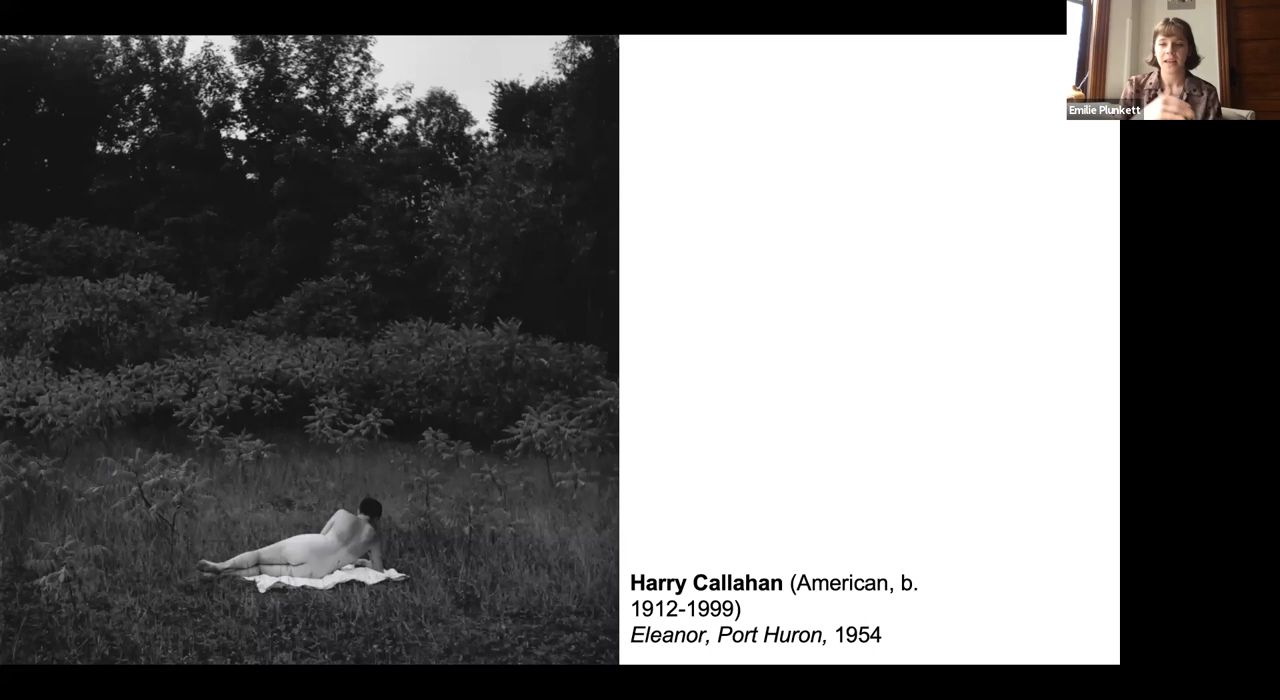 Emilie Plunkett
Harry Callahan (American, b.
1912-1999)
Eleanor, Port Huron, 1954